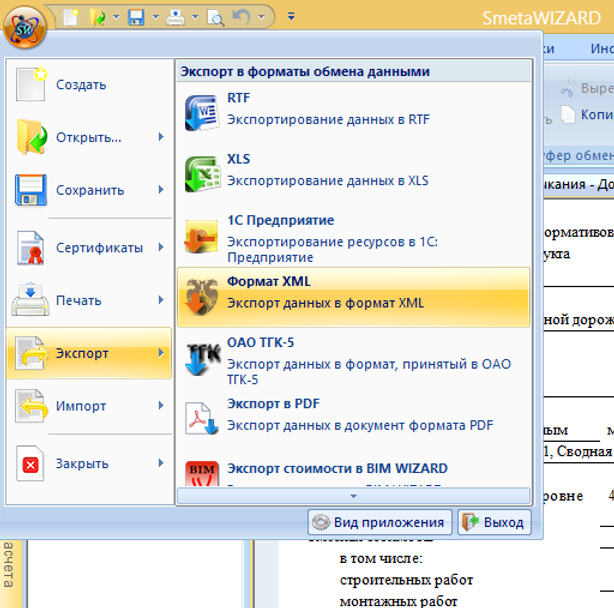 SmetaWIZARD
Создать
Открыть...
Сохранить
Сертификаты
Печать
Экспорт
Импорт
Закрыть
Экспорт в форматы обмена данными
RTF
Экспортирование данных в RTF
XLS
Экспортирование данных в XLS
1С Предприятие
Экспортирование ресурсов в 1С:
Предприятие
Формат XML
Экспорт данных в формат XML
ТГК
ОАО ТГК-5
Экспорт данных в формат, принятый в ОАО
ТГК-5
Экспорт в PDF
Экспорт данных в документ формата PDF
BIM
Экспорт стоимости в BIM WIZARD
Вид приложения
Выход
ки
Инс
Выре
Копи
уфер обмен
ыкания - До
ормативов
укта
ной дорож
ным
м
1, Сводная
ровне
4
в том числе:
строительных работ
монтажных работ
асчета